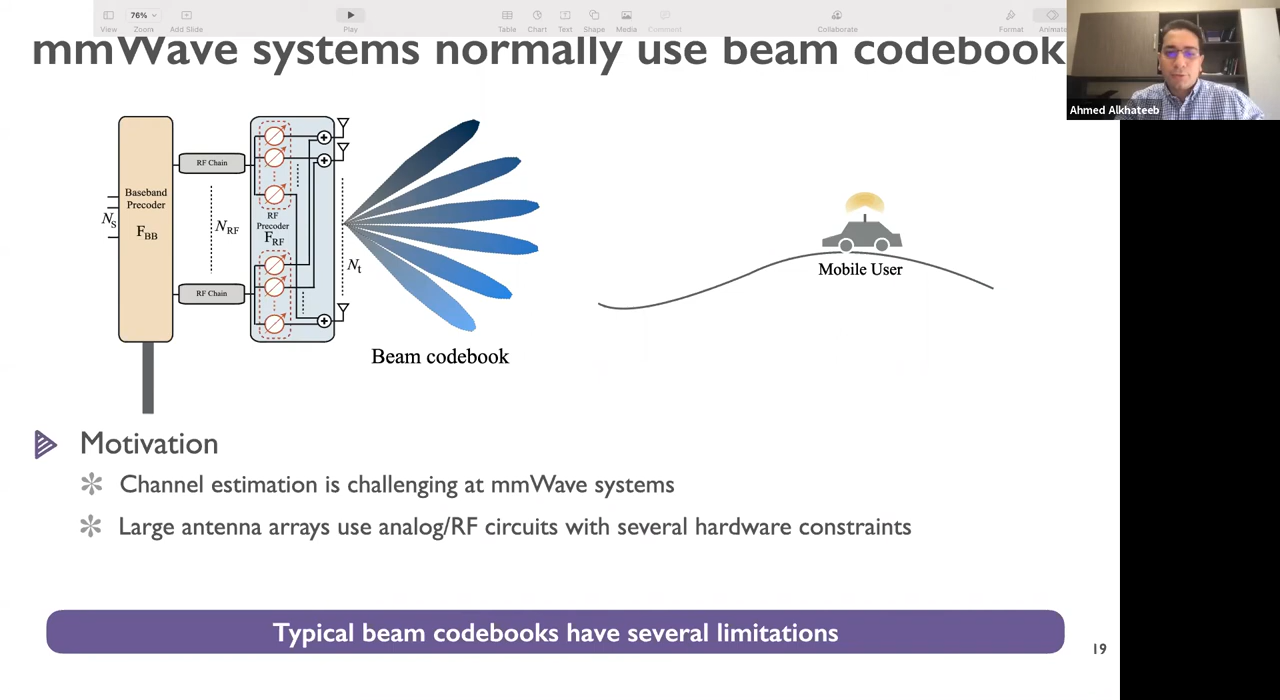 76%
View
Zoom
Add Slide
Play
Table
Chart
Text
Shape
Media
Comment
Collaborate
Format
Animate
mmWave systems normally use beam codebook
Ahmed Alkhateeb
Baseband
Precoder
F_BB
N_S
RF Chain
N_RF
RF Chain
RF
Precoder
F_RF
N_t
Beam codebook
Mobile User
Motivation
Channel estimation is challenging at mmWave systems
Large antenna arrays use analog/RF circuits with several hardware constraints
Typical beam codebooks have several limitations
19